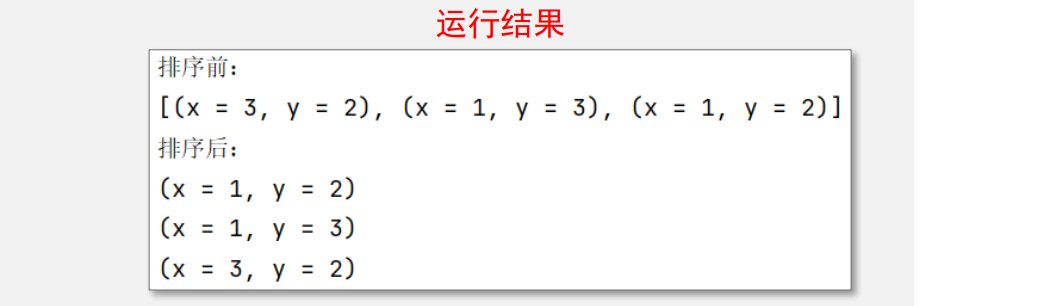 运行结果
排序前:
[(x = 3, y = 2), (x = 1, y = 3), (x = 1, y = 2)]
排序后:
(x = 1, y = 2)
(x = 1, y = 3)
(x = 3, y = 2)